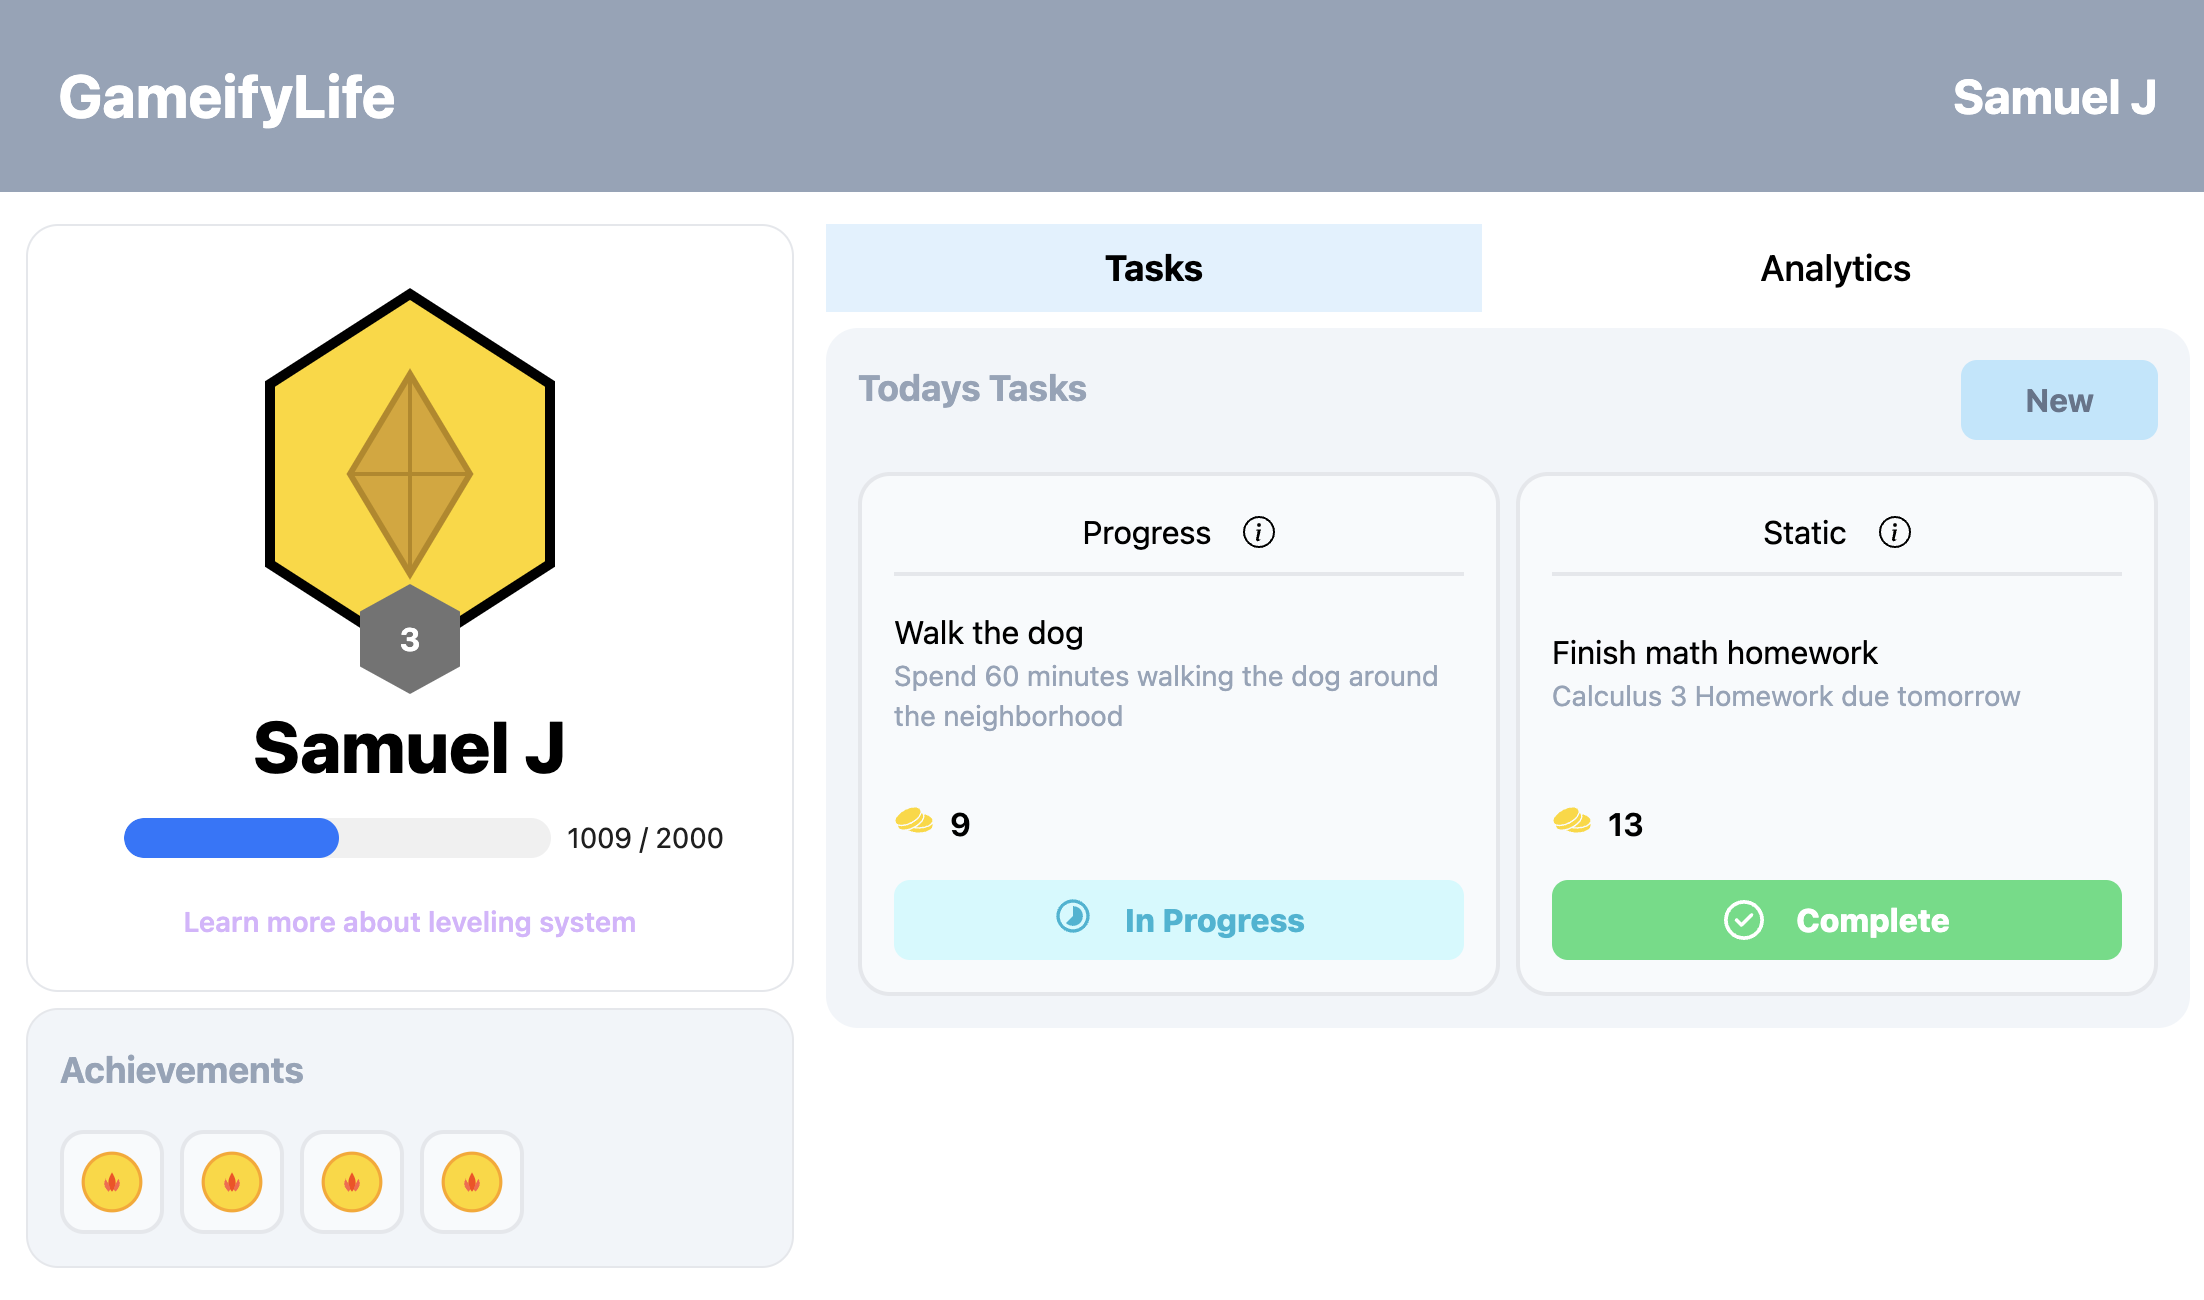 GameifyLife
Samuel J
3
Samuel J
1009 / 2000
Learn more about leveling system
Achievements
Tasks
Analytics
Todays Tasks
New
Progress
Walk the dog
Spend 60 minutes walking the dog around
the neighborhood
9
In Progress
Static
Finish math homework
Calculus 3 Homework due tomorrow
13
Complete